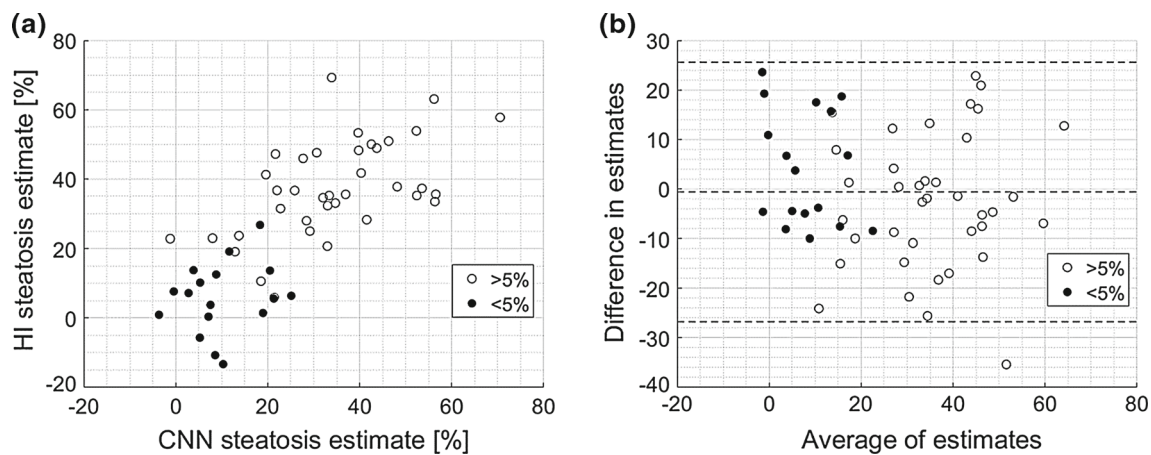 (a)
80
60
40
20
0
-20
HI steatosis estimate [%]
-20 0 20 40 60 80
CNN steatosis estimate [%]
>5%
<5%
(b)
30
20
10
0
-10
-20
-30
-40
Difference in estimates
-20 0 20 40 60 80
Average of estimates
>5%
<5%